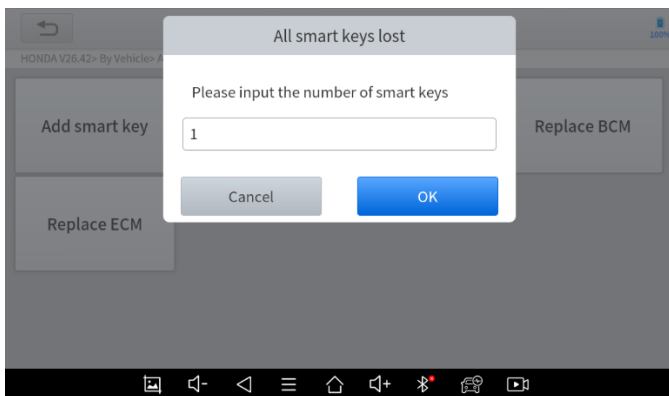 All smart keys lost
100%
HONDA V26.42> By Vehicle> A
Please input the number of smart keys
1
Add smart key
Replace BCM
Cancel
OK
Replace ECM